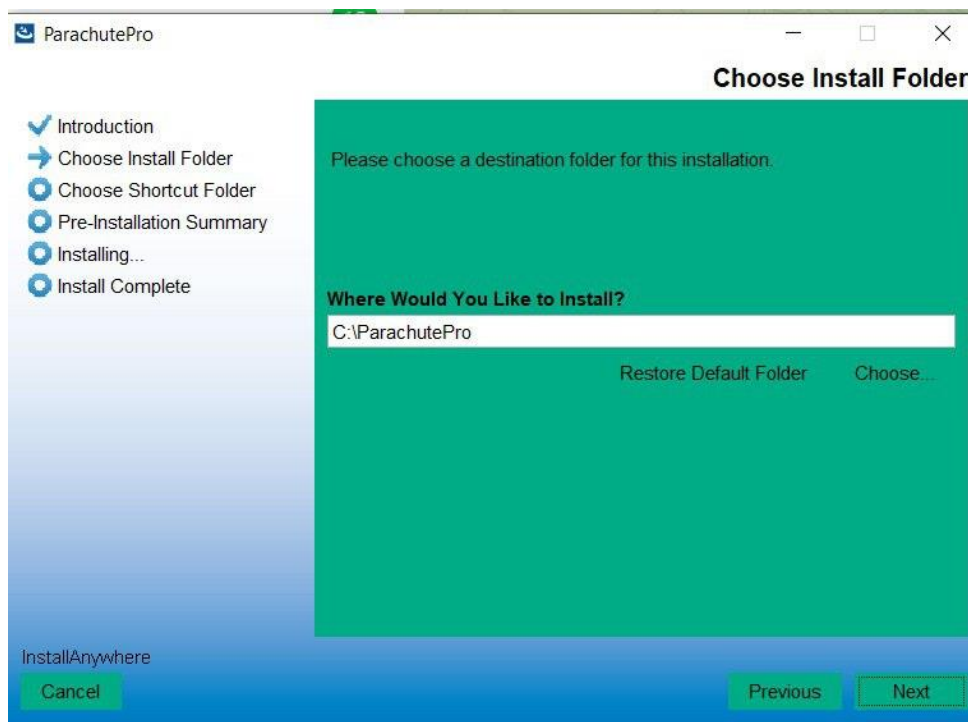 ParachutePro
Choose Install Folder
Introduction
Choose Install Folder
Choose Shortcut Folder
Pre-Installation Summary
Installing...
Install Complete
Please choose a destination folder for this installation.
Where Would You Like to Install?
C:\ParachutePro
Restore Default Folder Choose...
InstallAnywhere
Cancel Previous Next